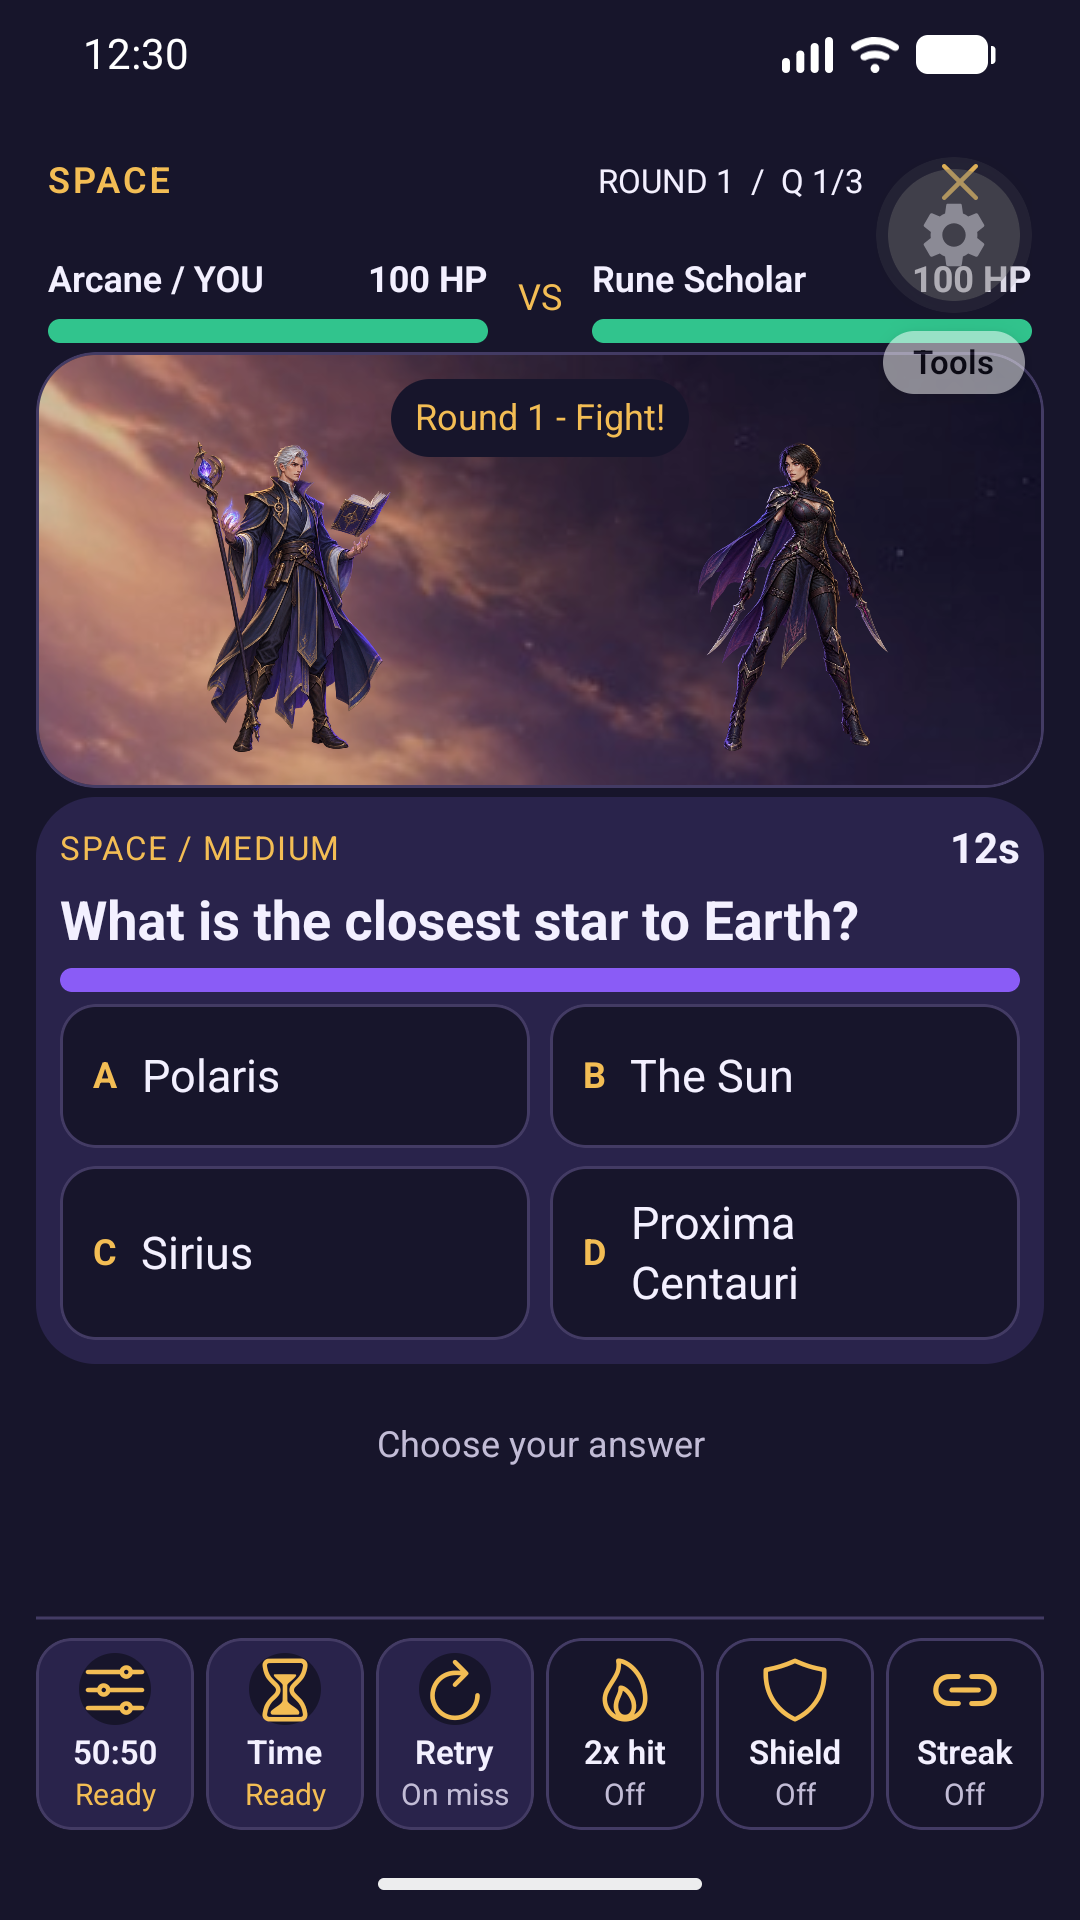 12:30
SPACE
ROUND 1 / Q 1/3
Arcane / YOU
100 HP
VS
Rune Scholar
100 HP
Tools
Round 1 - Fight!
SPACE / MEDIUM
12s
What is the closest star to Earth?
A Polaris
B The Sun
C Sirius
D Proxima
Centauri
Choose your answer
50:50
Ready
Time
Ready
Retry
On miss
2x hit
Off
Shield
Off
Streak
Off